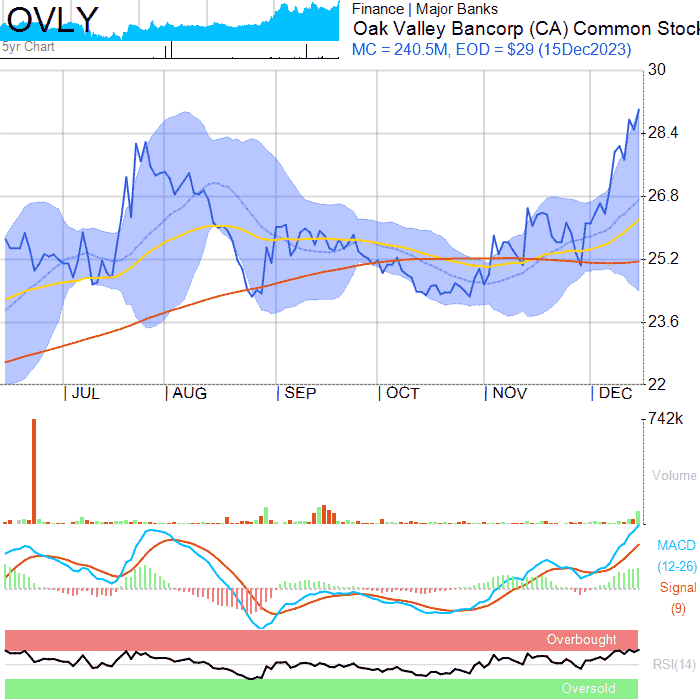 OVLY
5yr Chart
Finance | Major Banks
Oak Valley Bancorp (CA) Common Stock
MC = 240.5M, EOD = $29 (15Dec2023)
30
28.4
26.8
25.2
23.6
22
JUL
AUG
SEP
OCT
NOV
DEC
742k
Volume
MACD
(12-26)
Signal
(9)
Overbought
RSI(14)
Oversold